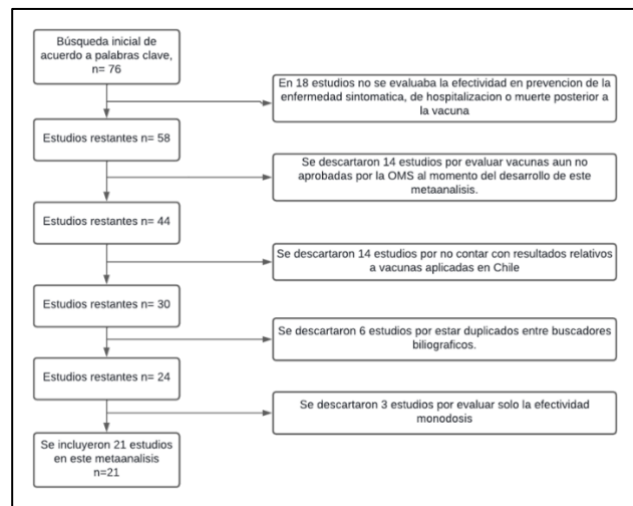 Búsqueda inicial de
acuerdo a palabras clave,
n= 76
En 18 estudios no se evaluaba la efectividad en prevencion de la
enfermedad sintomatica, de hospitalizacion o muerte posterior a
la vacuna
Estudios restantes n= 58
Se descartaron 14 estudios por evaluar vacunas aun no
aprobadas por la OMS al momento del desarrollo de este
metaanalisis.
Estudios restantes n= 44
Se descartaron 14 estudios por no contar con resultados relativos
a vacunas aplicadas en Chile
Estudios restantes n= 30
Se descartaron 6 estudios por estar duplicados entre buscadores
biliograficos.
Estudios restantes n= 24
Se descartaron 3 estudios por evaluar solo la efectividad
monodosis
Se incluyeron 21 estudios
en este metaanalisis
n=21